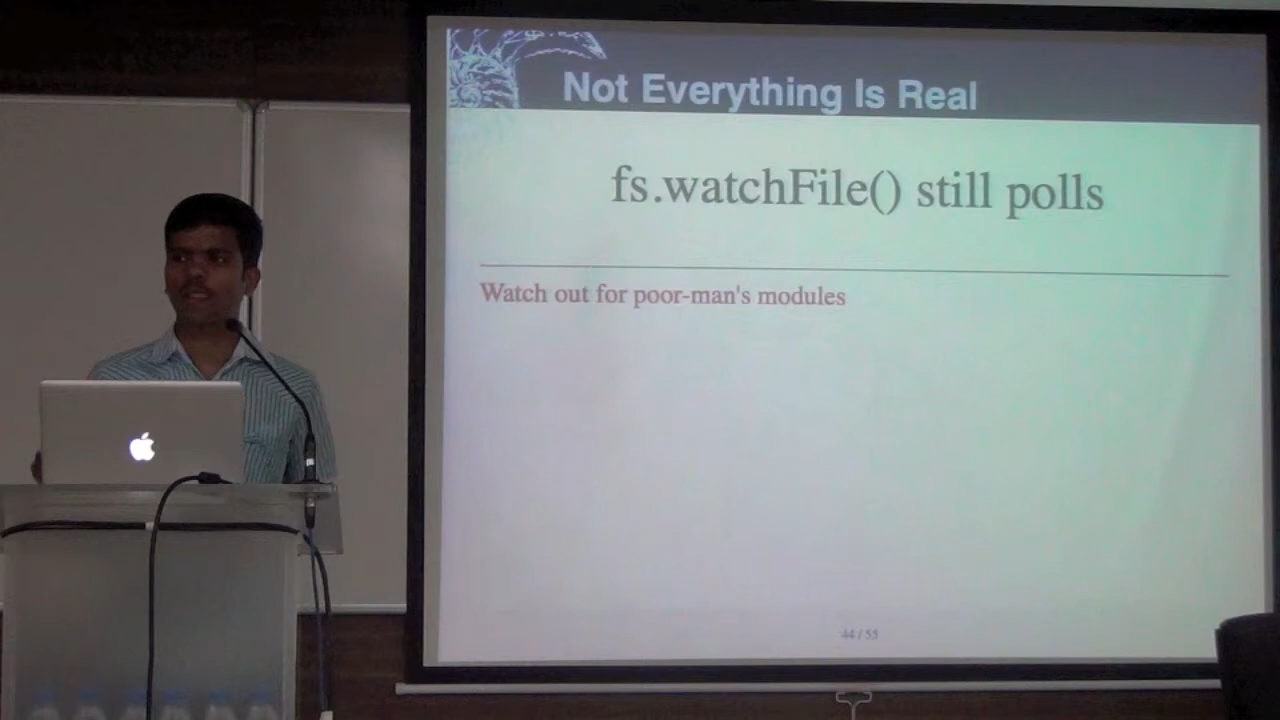 Not Everything Is Real
fs.watchFile() still polls
Watch out for poor-man's modules
44 / 55